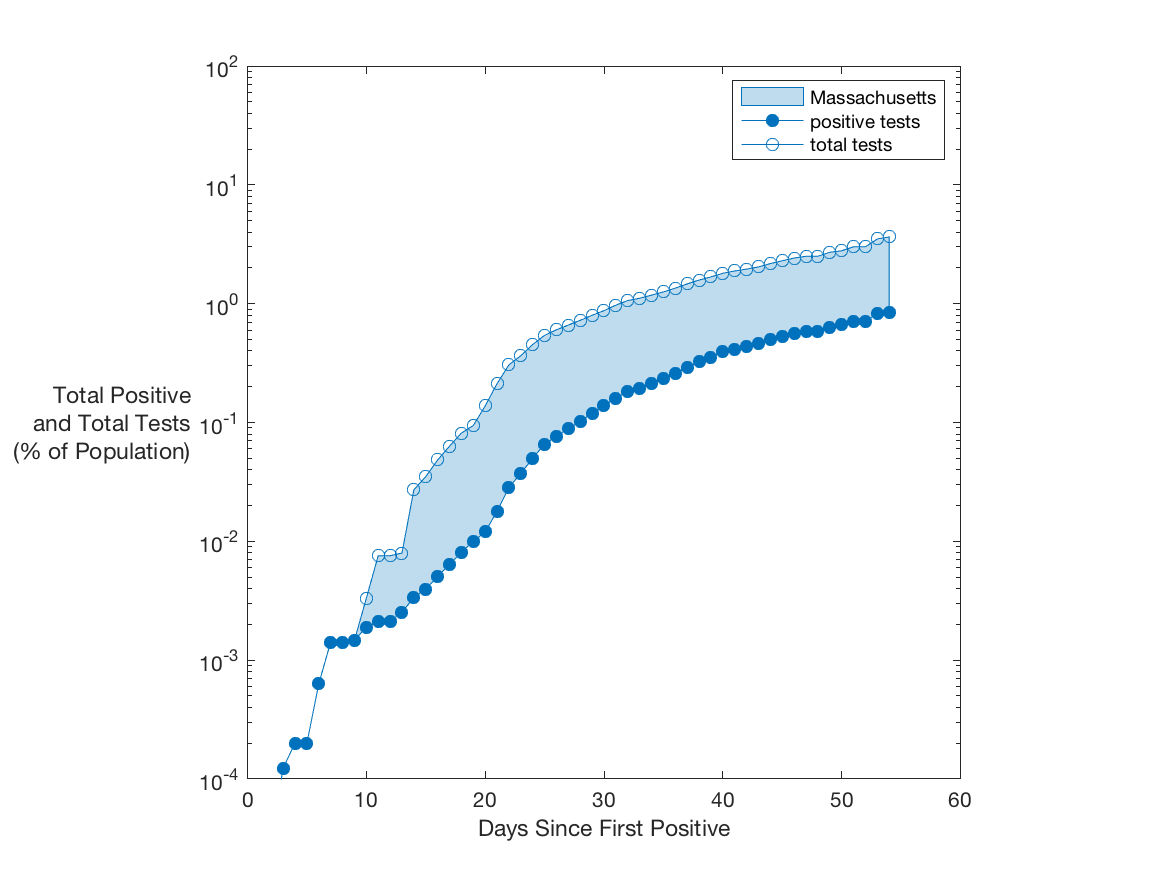 10^2
10^1
10^0
10^-1
10^-2
10^-3
10^-4
Massachusetts
positive tests
total tests
Total Positive
and Total Tests
(% of Population)
0 10 20 30 40 50 60
Days Since First Positive